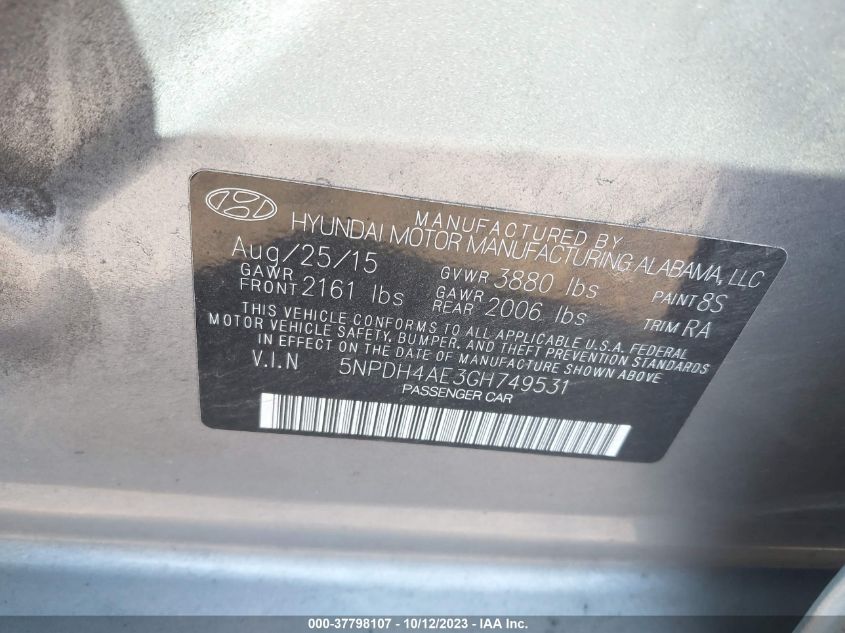 MANUFACTURED BY
HYUNDAI MOTOR MANUFACTURING ALABAMA, LLC
Aug/25/15 GVWR 3880 lbs PAINT 8S
GAWR FRONT 2161 lbs GAWR REAR 2006 lbs TRIM RA
THIS VEHICLE CONFORMS TO ALL APPLICABLE U.S.A. FEDERAL
MOTOR VEHICLE SAFETY, BUMPER, AND THEFT PREVENTION STANDARDS
IN EFFECT ON THE DATE OF MANUFACTURE SHOWN ABOVE
V.I.N 5NPDH4AE3GH749531
PASSENGER CAR
000-37798107 - 10/12/2023 - IAA Inc.